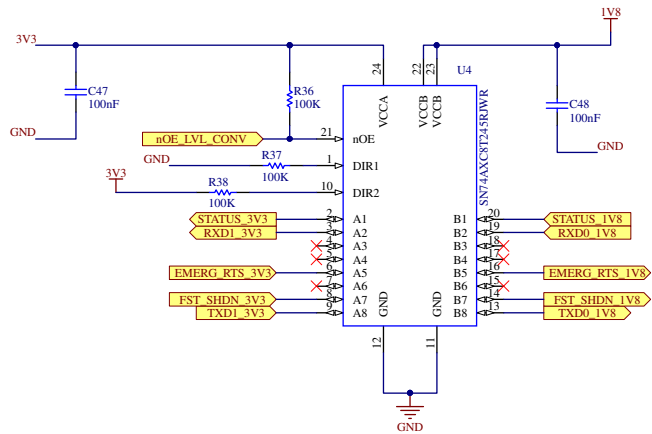 1V8
3V3
24
22
23
U4
C47
100nF
R36
100K
VCCA
VCCB
VCCB
SN74AXC8T245RJWR
C48
100nF
GND
nOE_LVL_CONV
21
nOE
GND
R37
100K
1
DIR1
GND
3V3
R38
100K
10
DIR2
STATUS_3V3
2
A1
B1
20
STATUS_1V8
RXD1_3V3
3
A2
B2
19
RXD0_1V8
4
A3
B3
18
5
A4
B4
17
EMERG_RTS_3V3
6
A5
B5
16
EMERG_RTS_1V8
7
A6
B6
15
FST_SHDN_3V3
8
A7
GND
GND
B7
14
FST_SHDN_1V8
TXD1_3V3
9
A8
B8
13
TXD0_1V8
12
11
GND